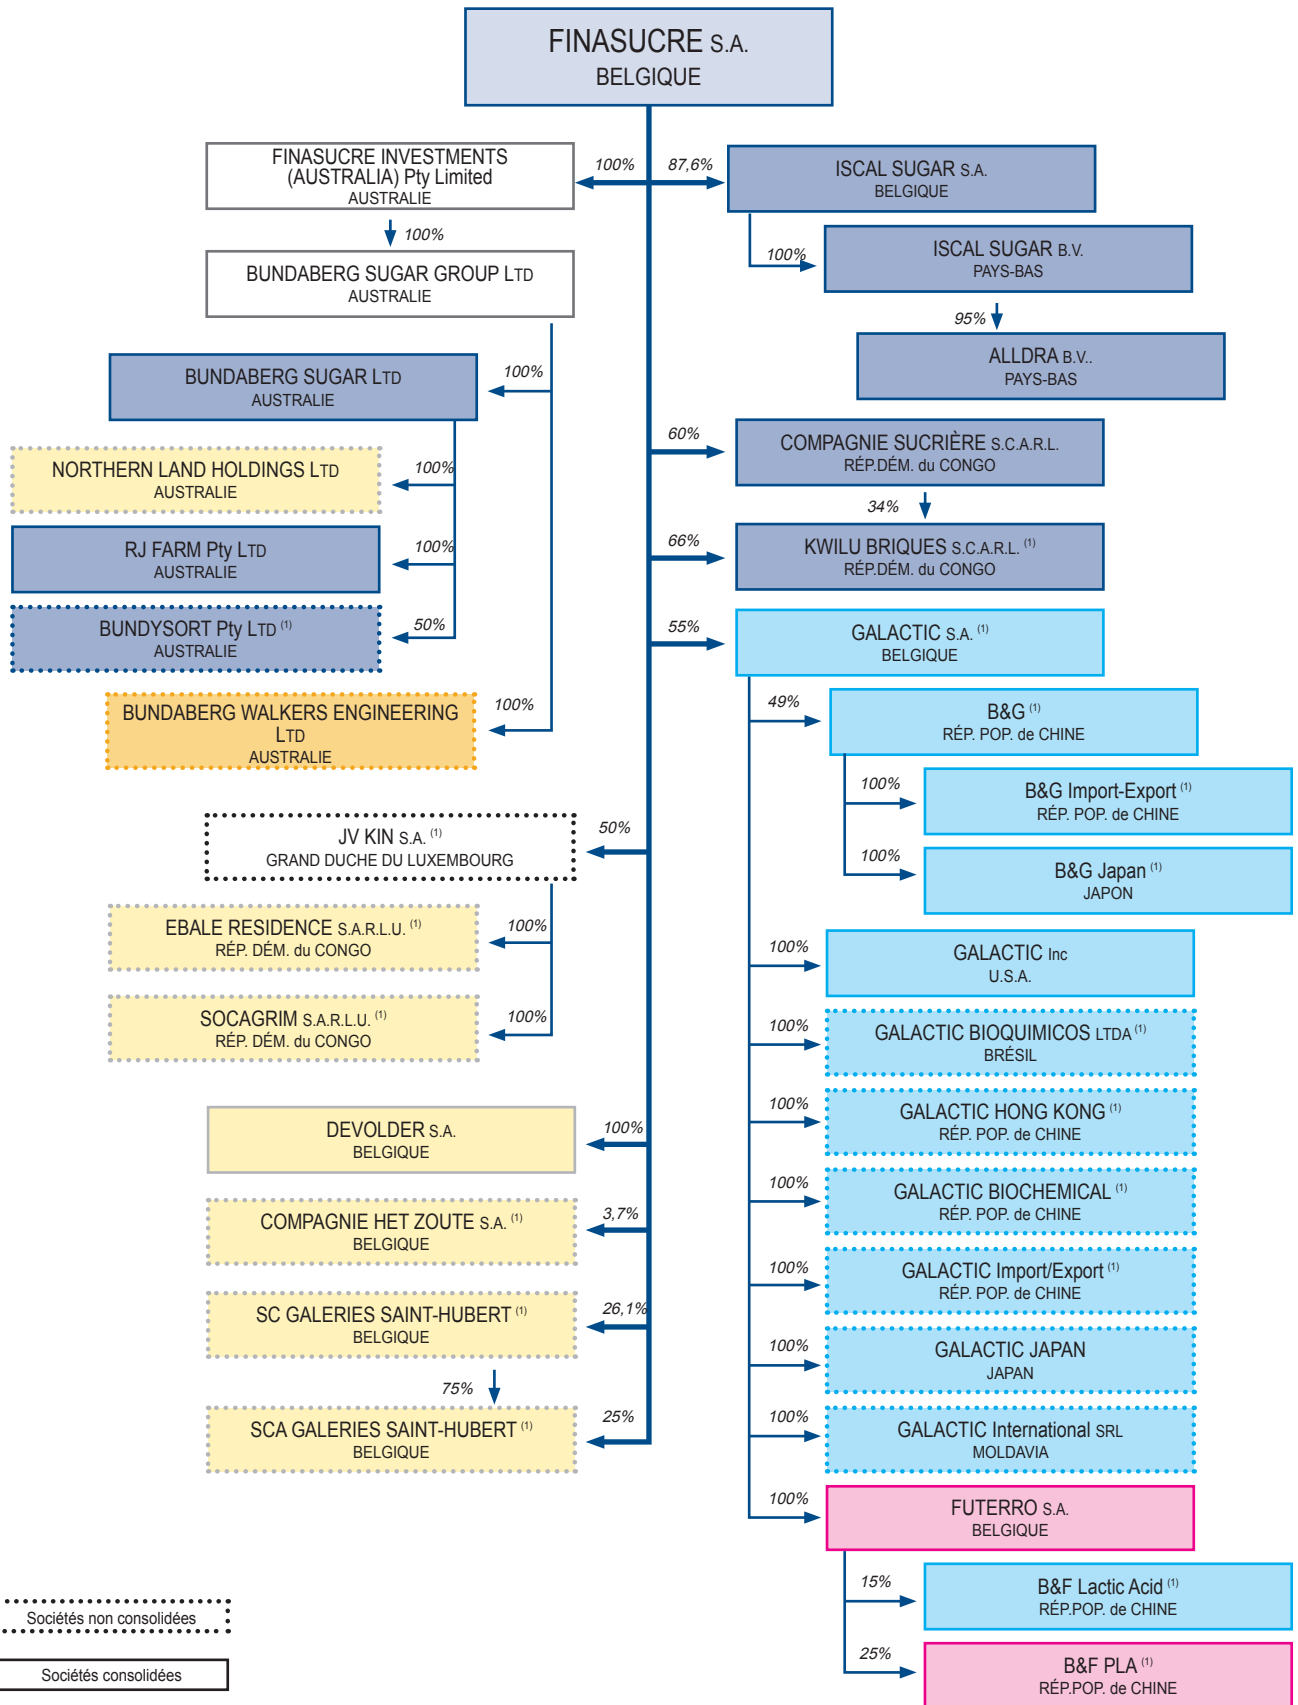 FINASUCRE S.A.
BELGIQUE
FINASUCRE INVESTMENTS
(AUSTRALIA) Pty Limited
AUSTRALIE
100%
87,6%
ISCAL SUGAR S.A.
BELGIQUE
100%
BUNDABERG SUGAR GROUP LTD
AUSTRALIE
100%
ISCAL SUGAR B.V.
PAYS-BAS
95%
ALLDRA B.V..
PAYS-BAS
BUNDABERG SUGAR LTD
AUSTRALIE
100%
NORTHERN LAND HOLDINGS LTD
AUSTRALIE
100%
RJ FARM Pty LTD
AUSTRALIE
100%
BUNDYSORT Pty LTD (1)
AUSTRALIE
50%
BUNDABERG WALKERS ENGINEERING
LTD
AUSTRALIE
100%
60%
COMPAGNIE SUCRIÈRE S.C.A.R.L.
RÉP.DÉM. du CONGO
34%
66%
KWILU BRIQUES S.C.A.R.L. (1)
RÉP.DÉM. du CONGO
55%
GALACTIC S.A. (1)
BELGIQUE
49%
B&G (1)
RÉP. POP. de CHINE
100%
B&G Import-Export (1)
RÉP. POP. de CHINE
100%
B&G Japan (1)
JAPON
JV KIN S.A. (1)
GRAND DUCHE DU LUXEMBOURG
50%
EBALE RESIDENCE S.A.R.L.U. (1)
RÉP. DÉM. du CONGO
100%
SOCAGRIM S.A.R.L.U. (1)
RÉP. DÉM. du CONGO
100%
DEVOLDER S.A.
BELGIQUE
100%
COMPAGNIE HET ZOUTE S.A. (1)
BELGIQUE
3,7%
SC GALERIES SAINT-HUBERT (1)
BELGIQUE
26,1%
75%
SCA GALERIES SAINT-HUBERT (1)
BELGIQUE
25%
100%
GALACTIC Inc
U.S.A.
100%
GALACTIC BIOQUIMICOS LTDA (1)
BRÉSIL
100%
GALACTIC HONG KONG (1)
RÉP. POP. de CHINE
100%
GALACTIC BIOCHEMICAL (1)
RÉP. POP. de CHINE
100%
GALACTIC Import/Export (1)
RÉP. POP. de CHINE
100%
GALACTIC JAPAN
JAPAN
100%
GALACTIC International SRL
MOLDAVIA
100%
FUTERRO S.A.
BELGIQUE
15%
B&F Lactic Acid (1)
RÉP.POP. de CHINE
25%
B&F PLA (1)
RÉP.POP. de CHINE
Sociétés non consolidées
Sociétés consolidées